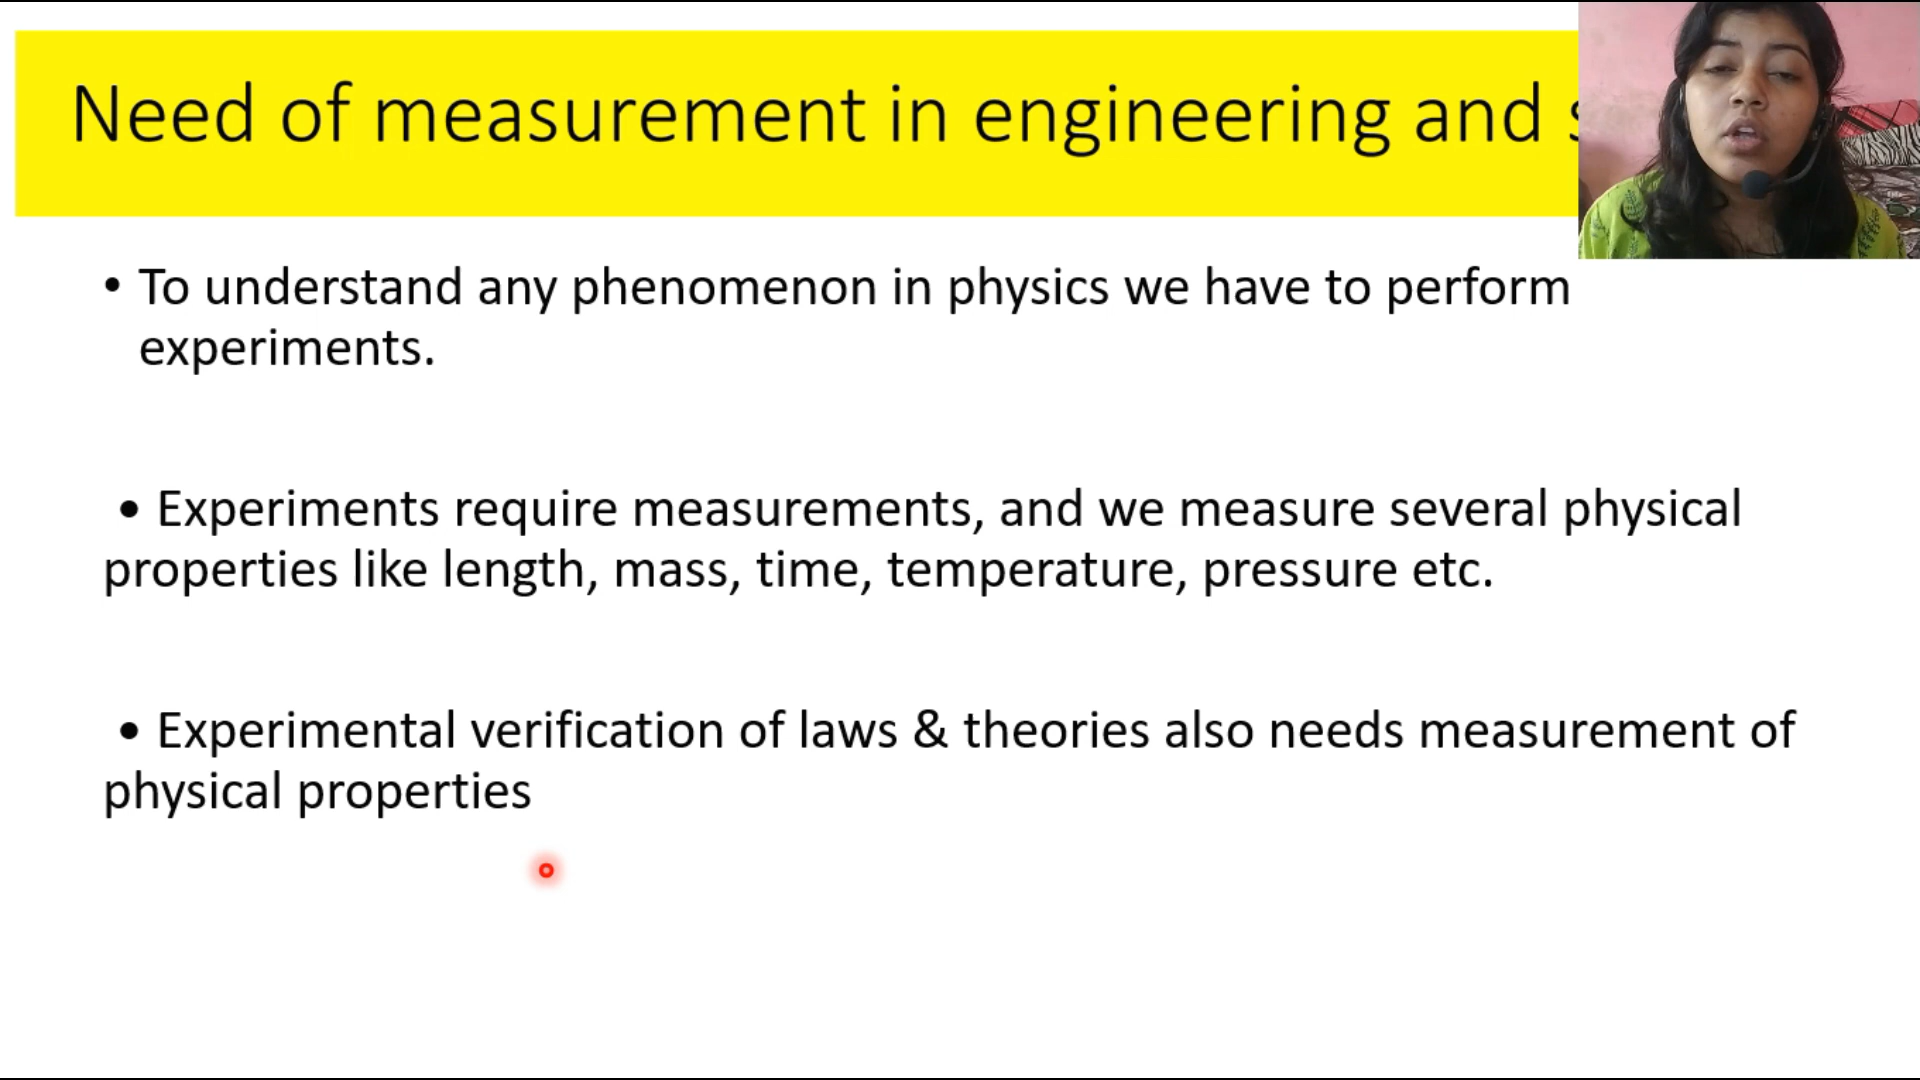 Need of measurement in engineering and
• To understand any phenomenon in physics we have to perform
experiments.
• Experiments require measurements, and we measure several physical
properties like length, mass, time, temperature, pressure etc.
• Experimental verification of laws & theories also needs measurement of
physical properties